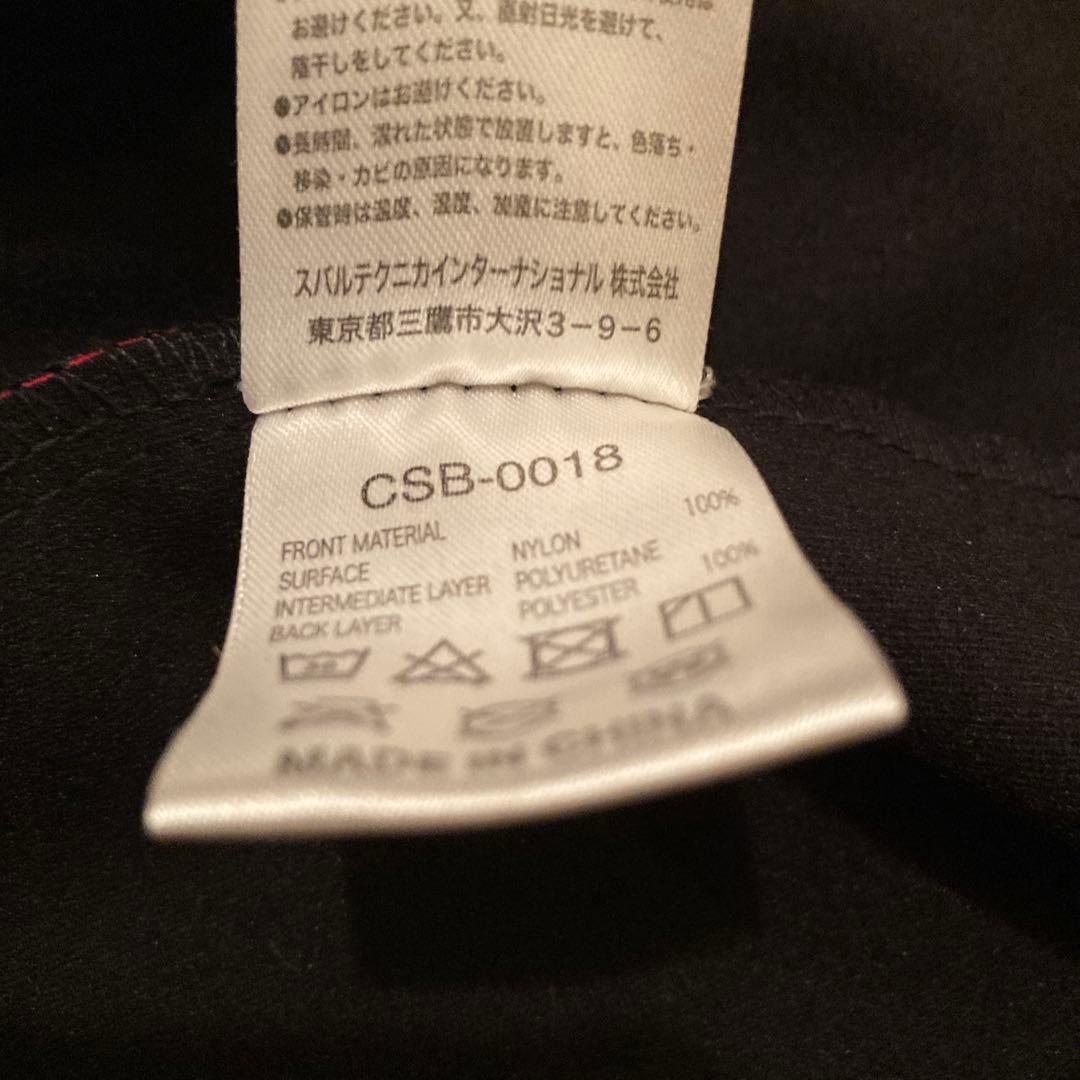 お避けください。又、直射日光を避けて、
陰干しをしてください。
●アイロンはお避けください。
●長時間、濡れた状態で放置しますと、色落ち・
移染・カビの原因になります。
●保管時は温度、湿度、加重に注意してください。
スバルテクニカインターナショナル 株式会社
東京都三鷹市大沢3-9-6
CSB-0018
FRONT MATERIAL
SURFACE NYLON 100%
INTERMEDIATE LAYER POLYURETANE
BACK LAYER POLYESTER 100%
MADE IN CHINA